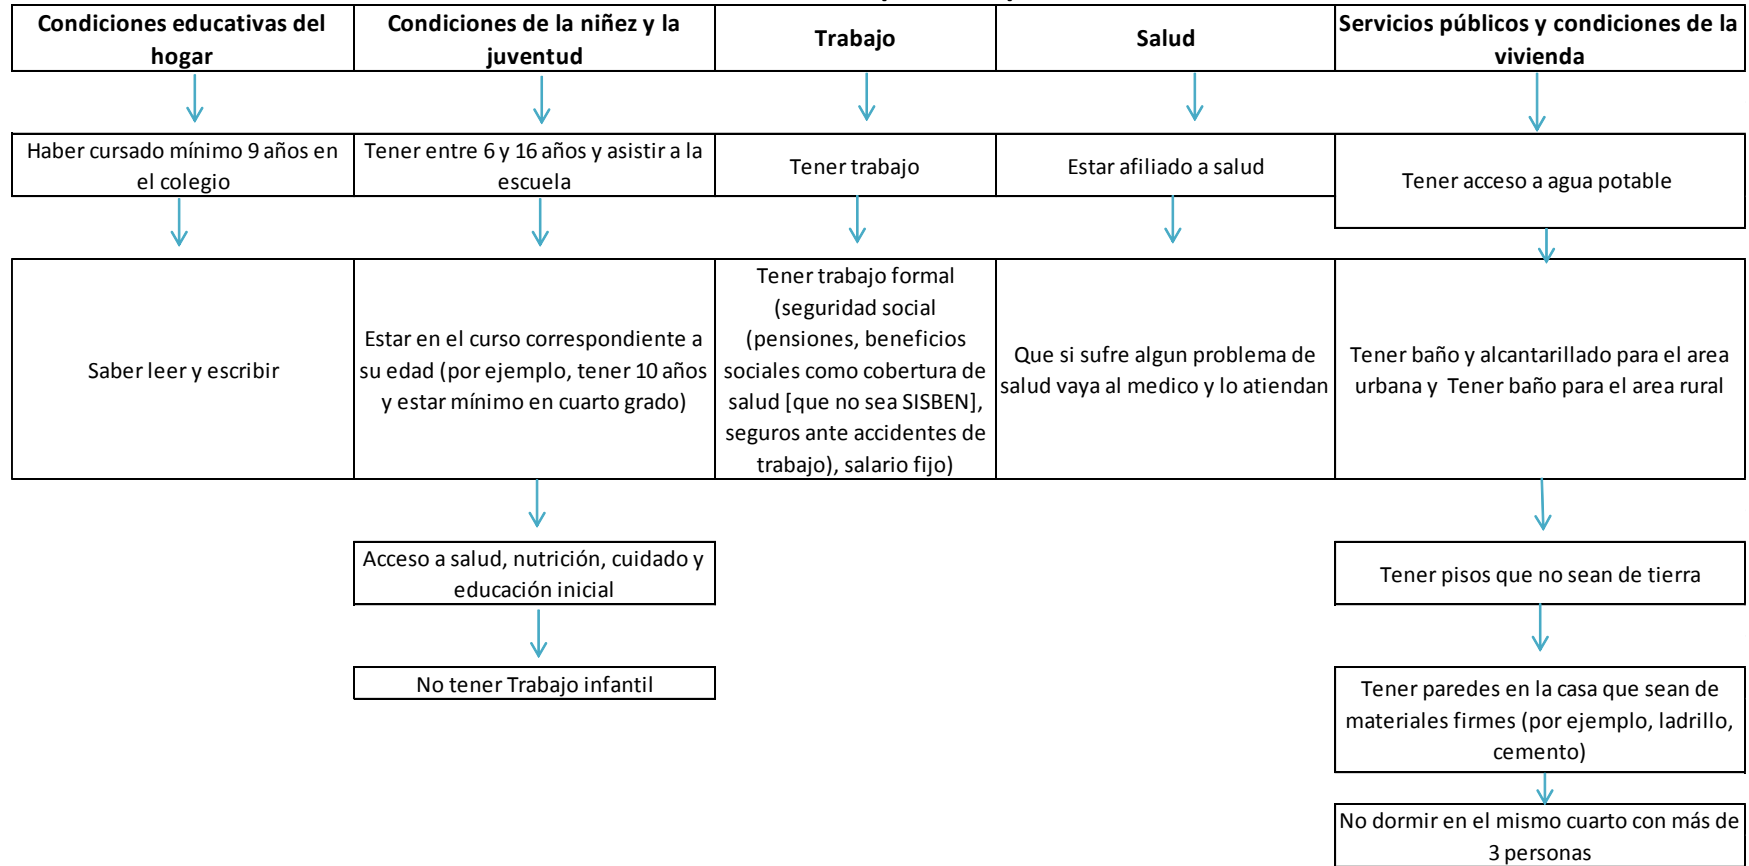 Condiciones educativas del
hogar
Condiciones de la niñez y la
juventud
Trabajo
Salud
Servicios públicos y condiciones de la
vivienda
Haber cursado mínimo 9 años en
el colegio
Tener entre 6 y 16 años y asistir a la
escuela
Tener trabajo
Estar afiliado a salud
Tener acceso a agua potable
Saber leer y escribir
Estar en el curso correspondiente a
su edad (por ejemplo, tener 10 años
y estar mínimo en cuarto grado)
Tener trabajo formal
(seguridad social
(pensiones, beneficios
sociales como cobertura de
salud [que no sea SISBEN],
seguros ante accidentes de
trabajo), salario fijo)
Que si sufre algun problema de
salud vaya al medico y lo atiendan
Tener baño y alcantarillado para el area
urbana y Tener baño para el area rural
Acceso a salud, nutrición, cuidado y
educación inicial
Tener pisos que no sean de tierra
No tener Trabajo infantil
Tener paredes en la casa que sean de
materiales firmes (por ejemplo, ladrillo,
cemento)
No dormir en el mismo cuarto con más de
3 personas